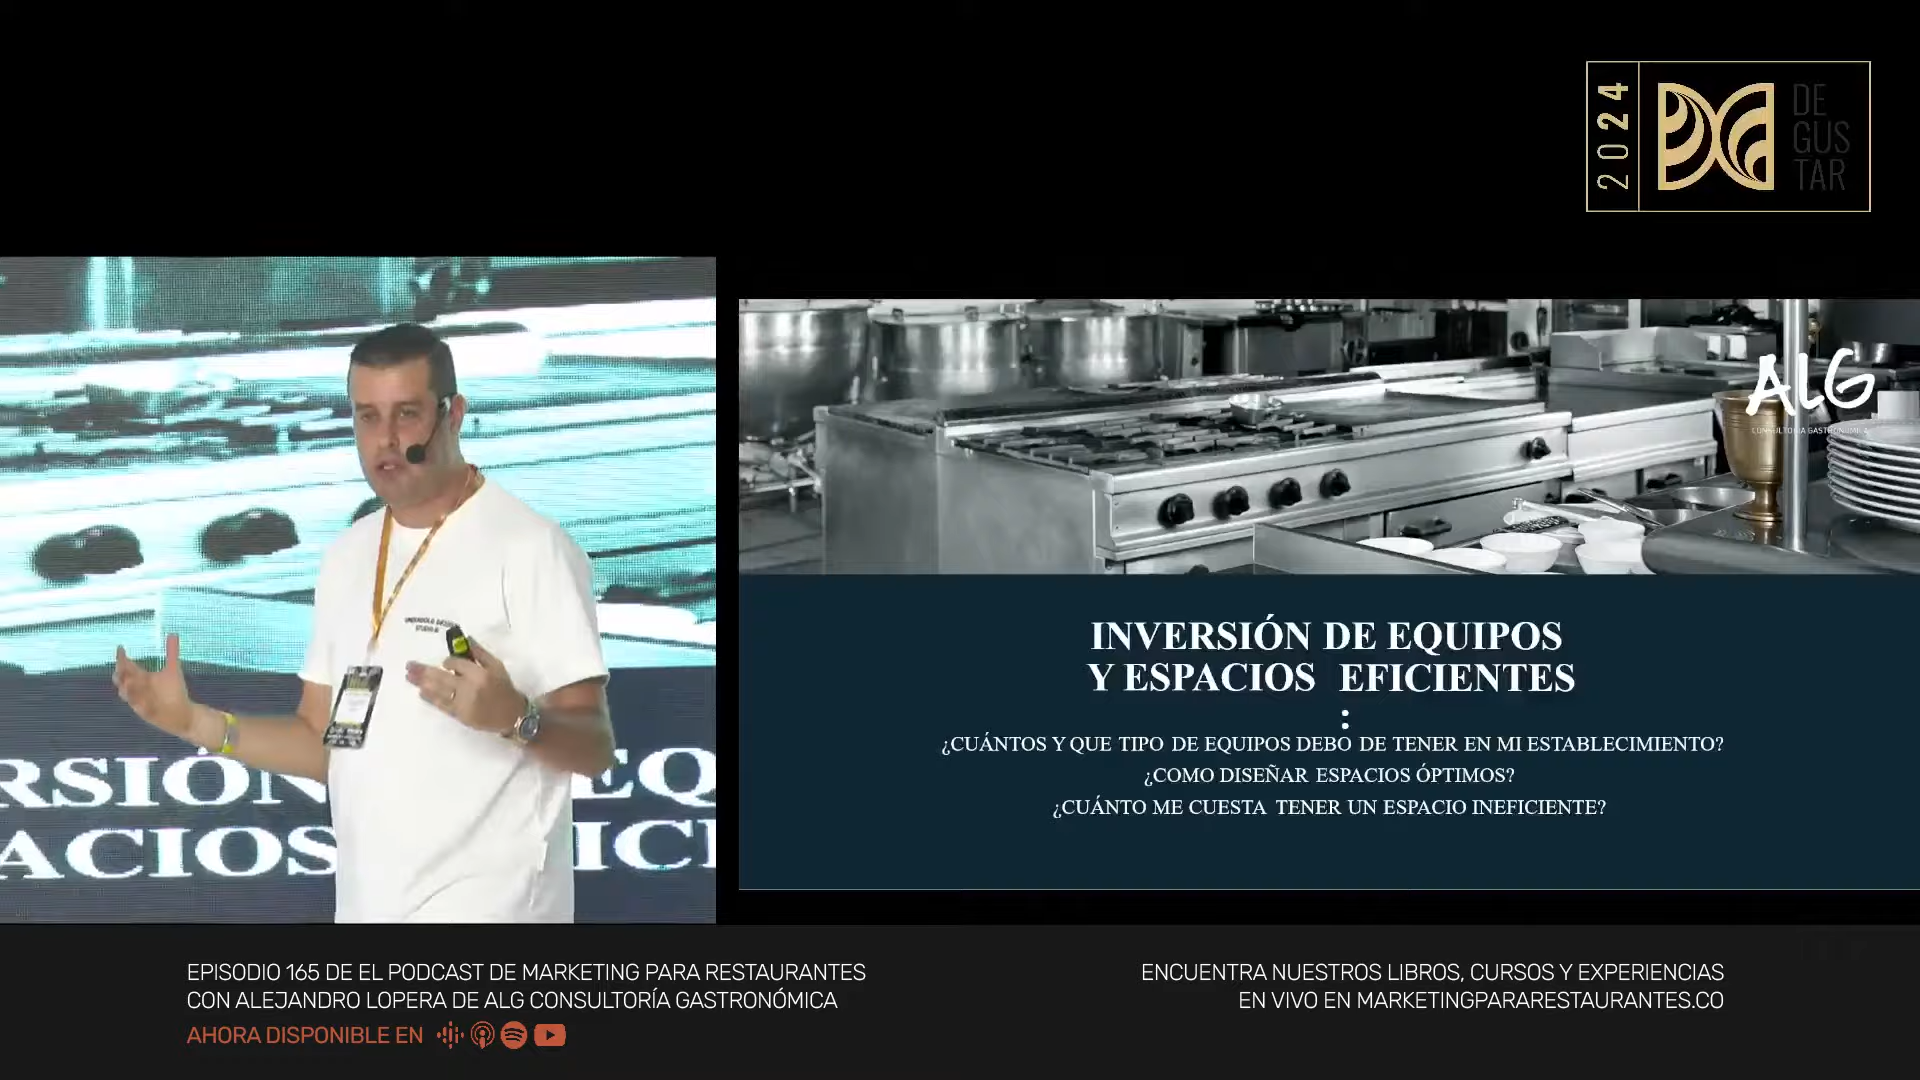 2024
DE
GUS
TAR
ALG
CONSULTORÍA GASTRONÓMICA
INVERSIÓN DE EQUIPOS
Y ESPACIOS EFICIENTES
:
¿CUÁNTOS Y QUE TIPO DE EQUIPOS DEBO DE TENER EN MI ESTABLECIMIENTO?
¿COMO DISEÑAR ESPACIOS ÓPTIMOS?
¿CUÁNTO ME CUESTA TENER UN ESPACIO INEFICIENTE?
RSIÓN EQ
ACIOS ICI
EPISODIO 165 DE EL PODCAST DE MARKETING PARA RESTAURANTES
CON ALEJANDRO LOPERA DE ALG CONSULTORÍA GASTRONÓMICA
AHORA DISPONIBLE EN
ENCUENTRA NUESTROS LIBROS, CURSOS Y EXPERIENCIAS
EN VIVO EN MARKETINGPARARESTAURANTES.CO